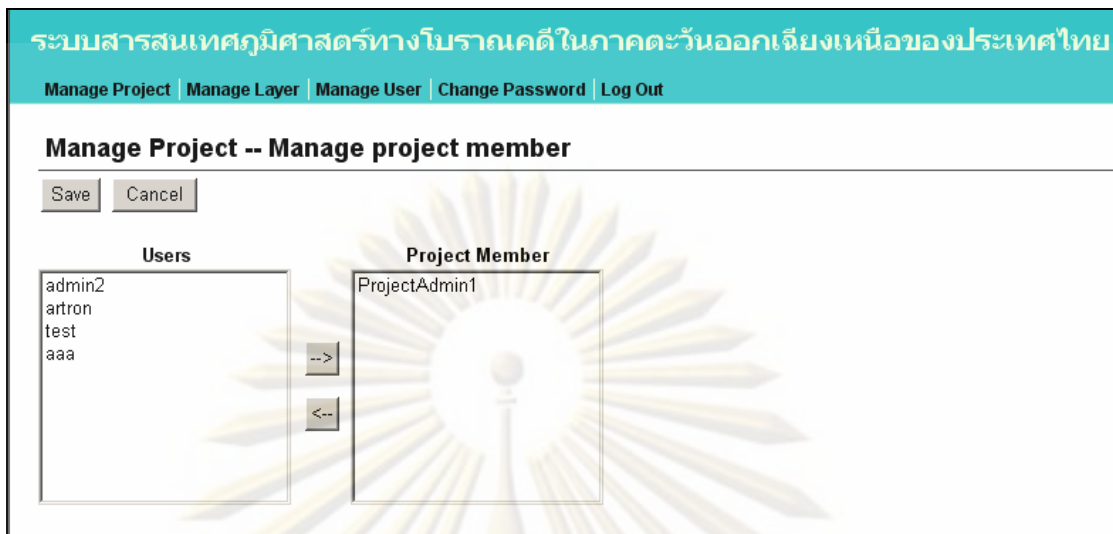 ระบบสารสนเทศภูมิศาสตร์ทางโบราณคดีในภาคตะวันออกเฉียงเหนือของประเทศไทย
Manage Project | Manage Layer | Manage User | Change Password | Log Out
Manage Project -- Manage project member
Save Cancel
Users Project Member
admin2 ProjectAdmin1
artron
test
aaa
-->
<--